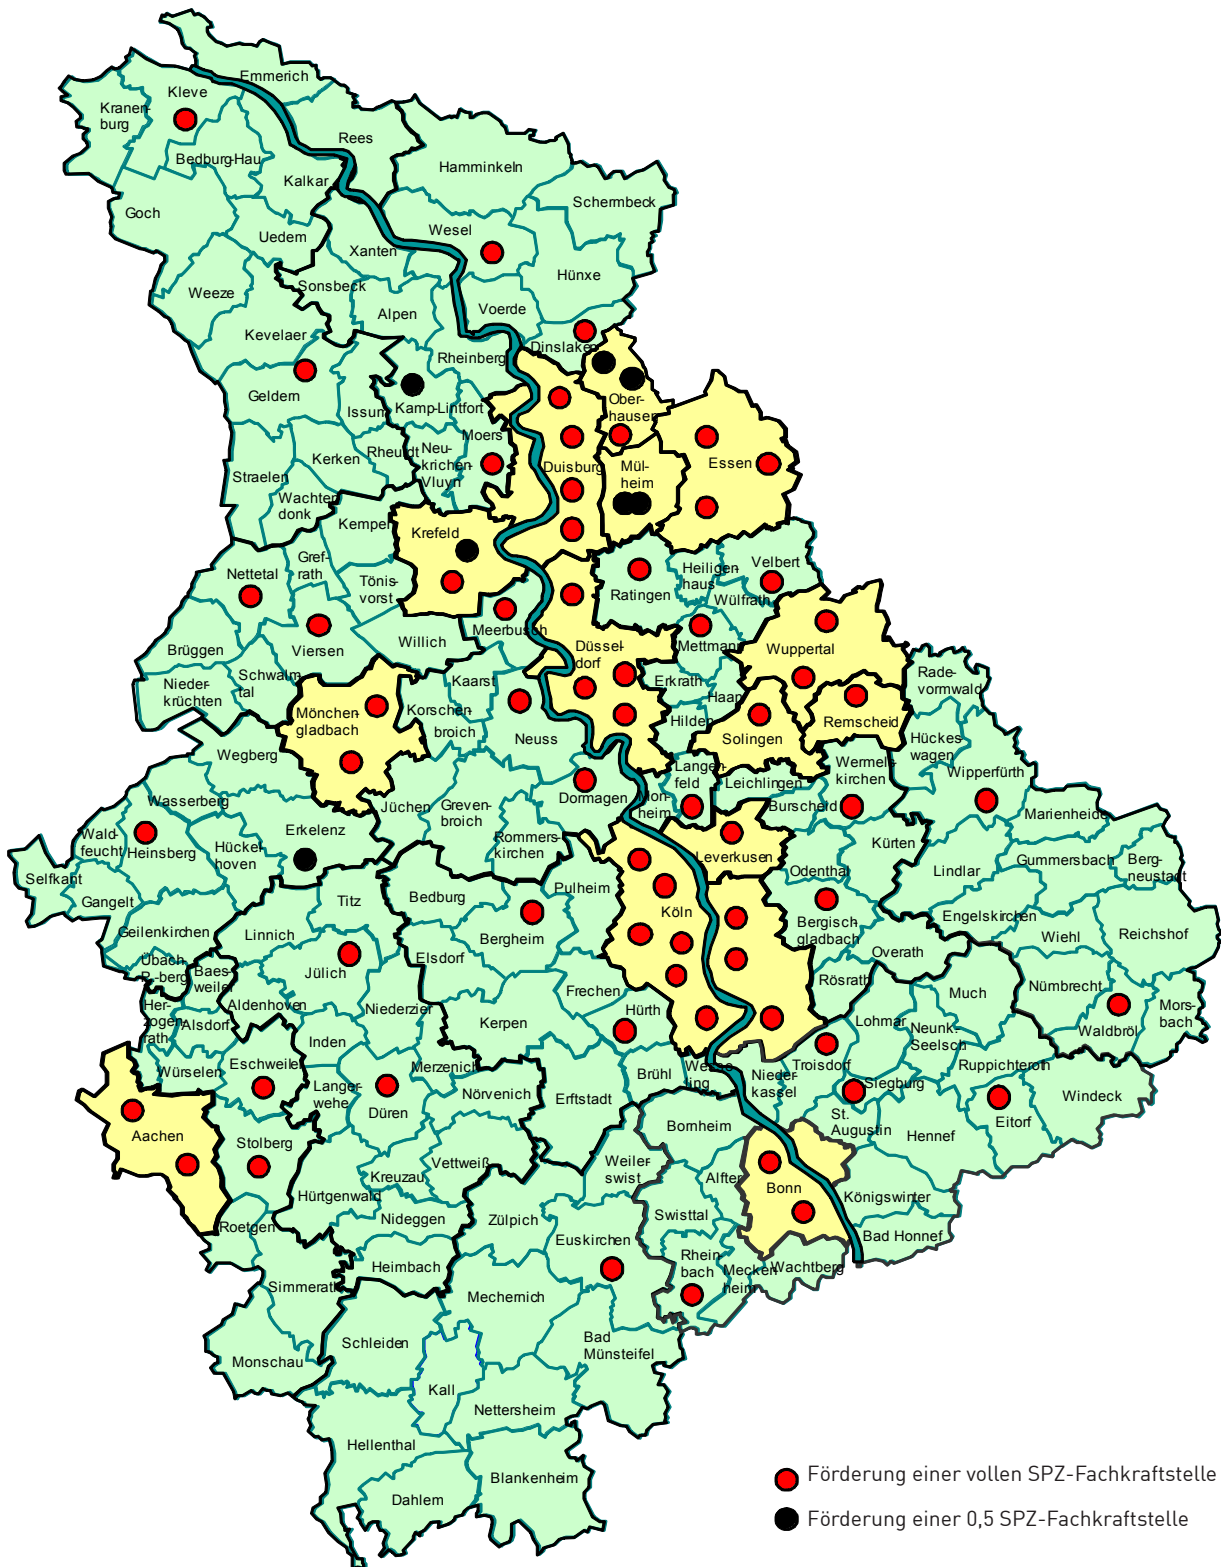 Emmerich
Kleve
Kranen-
burg
Rees
Bedburg-Hau
Hamminkeln
Kalkar
Schermbeck
Goch
Wesel
Uedem
Xanten
Hünxe
Sonsbeck
Weeze
Voerde
Alpen
Kevelaer
Dinslaken
Rheinberg
Geldern
Issum
Kamp-Lintfort
Ober-
hausen
Moers
Rheurdt
Neu-
krichen-
Vluyn
Kerken
Duisburg
Mül-
heim
Essen
Straelen
Wachten
donk
Kempen
Krefeld
Gref-
rath
Nettetal
Tönis-
vorst
Ratingen
Heiligen-
haus
Velbert
Wülfrath
Meerbusch
Willich
Viersen
Brüggen
Mettmann
Düssel-
dorf
Wuppertal
Schwalm-
tal
Nieder-
krüchten
Kaarst
Erkrath
Haan
Rade-
vormwald
Mönchen-
gladbach
Korschen-
broich
Neuss
Hilden
Solingen
Remscheid
Hückes
wagen
Wegberg
Langen-
feld
Leichlingen
Wermels-
kirchen
Wipperfürth
Wasserberg
Jüchen
Greven-
broich
Dormagen
Mon-
heim
Burscheid
Marienheide
Wald-
feucht
Heinsberg
Hückel-
hoven
Erkelenz
Rommers-
kirchen
Leverkusen
Kürten
Odenthal
Lindlar
Gummersbach
Berg-
neustadt
Selfkant
Gangelt
Titz
Bedburg
Pulheim
Köln
Bergisch-
gladbach
Engelskirchen
Geilenkirchen
Linnich
Bergheim
Wiehl
Reichshof
Übach
P.-berg
Baes-
weiler
Jülich
Elsdorf
Overath
Rösrath
Nümbrecht
Much
Frechen
Her-
zogen-
rath
Alsdorf
Aldenhoven
Niederzier
Kerpen
Hürth
Lohmar
Neunk.-
Seelsch
Waldbröl
Mors-
bach
Inden
Würselen
Eschweiler
Langer-
wehe
Merzenich
Brühl
Wesse-
ling
Nieder-
kassel
Troisdorf
Siegburg
Ruppichteroth
Windeck
Düren
Nörvenich
Erftstadt
Aachen
Stolberg
Bornheim
St.
Augustin
Hennef
Eitorf
Vettweiß
Weiler-
swist
Kreuzau
Alfter
Bonn
Hürtgenwald
Königswinter
Roetgen
Nideggen
Zülpich
Swisttal
Bad Honnef
Euskirchen
Heimbach
Rhein
bach
Mecken
heim
Wachtberg
Simmerath
Mechernich
Schleiden
Bad
Münsteifel
Monschau
Kall
Nettersheim
Hellenthal
Blankenheim
Dahlem
Förderung einer vollen SPZ-Fachkraftstelle
Förderung einer 0,5 SPZ-Fachkraftstelle